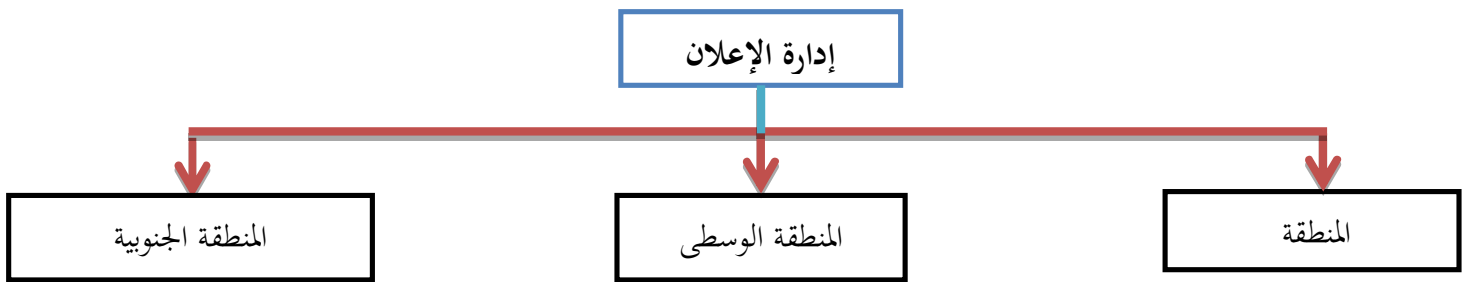 إدارة الإعلان
المنطقة
المنطقة الوسطى
المنطقة الجنوبية